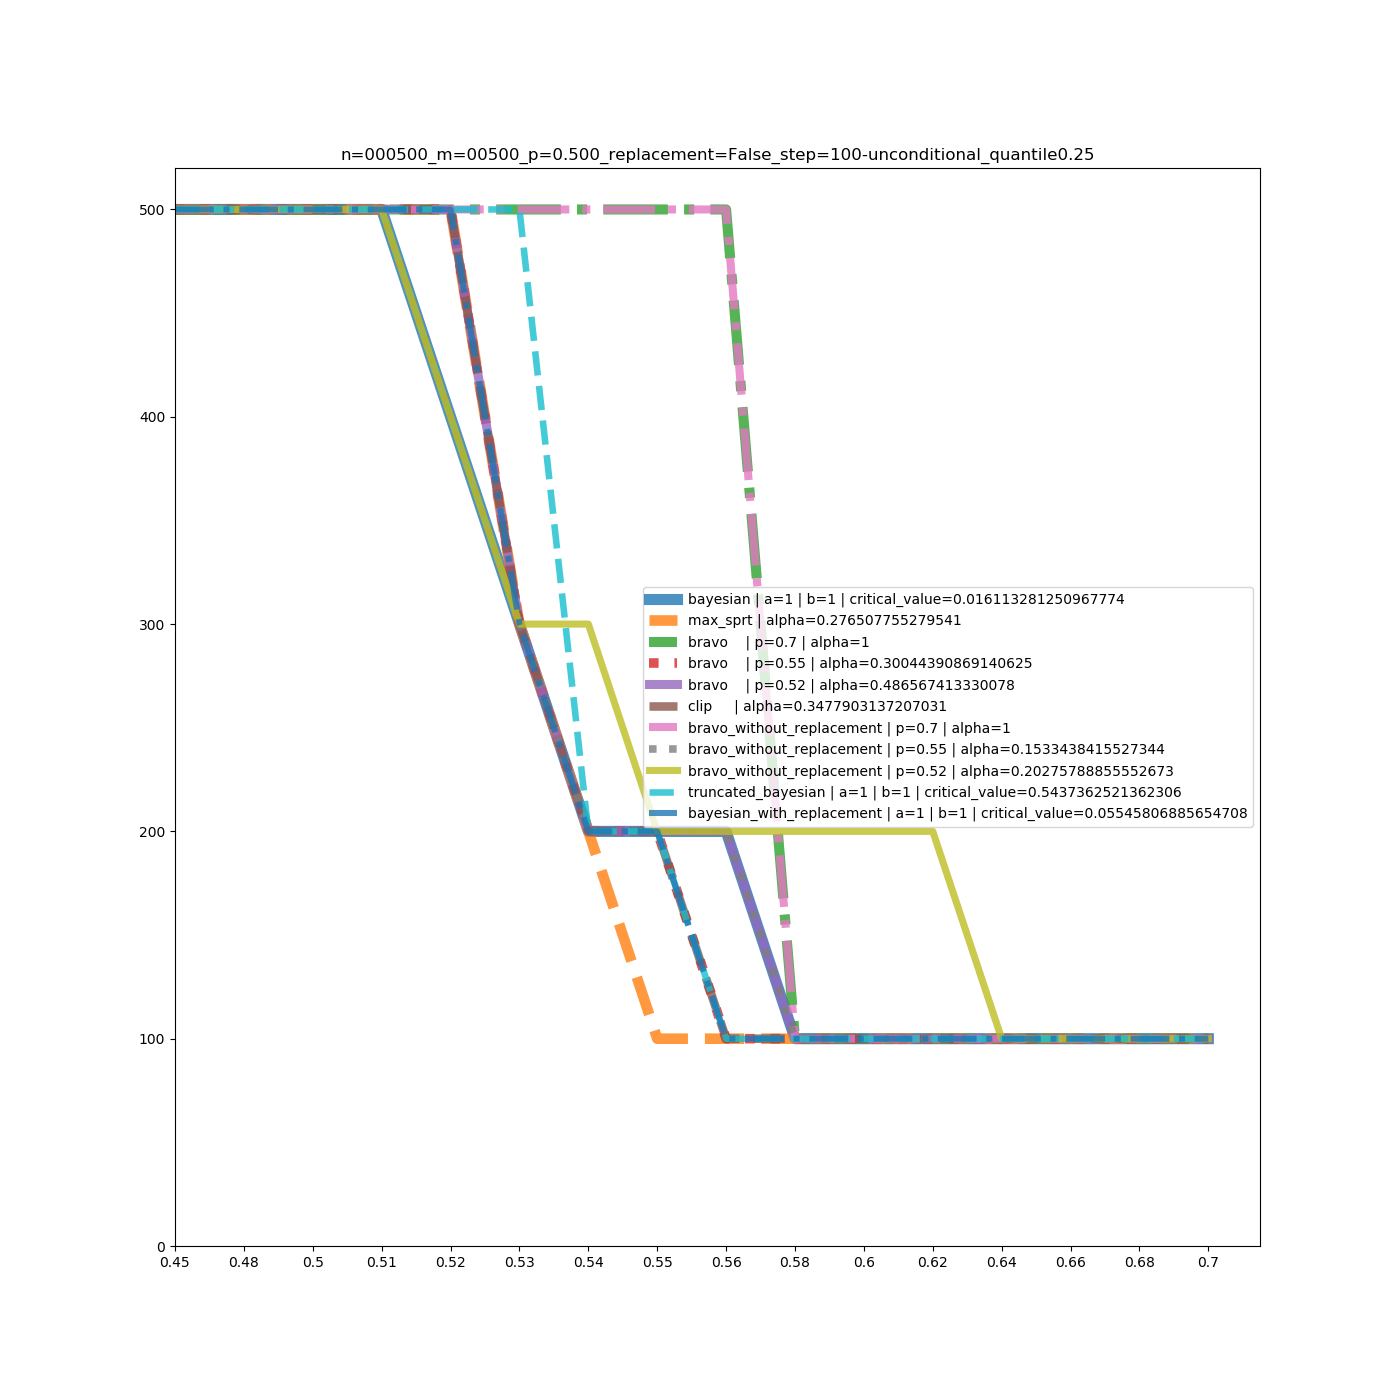 n=000500_m=00500_p=0.500_replacement=False_step=100-unconditional_quantile0.25
500
400
300
200
100
0
bayesian | a=1 | b=1 | critical_value=0.016113281250967774
max_sprt | alpha=0.276507755279541
bravo | p=0.7 | alpha=1
bravo | p=0.55 | alpha=0.30044390869140625
bravo | p=0.52 | alpha=0.486567413330078
clip | alpha=0.3477903137207031
bravo_without_replacement | p=0.7 | alpha=1
bravo_without_replacement | p=0.55 | alpha=0.1533438415527344
bravo_without_replacement | p=0.52 | alpha=0.20275788855552673
truncated_bayesian | a=1 | b=1 | critical_value=0.5437362521362306
bayesian_with_replacement | a=1 | b=1 | critical_value=0.05545806885654708
0.45 0.48 0.5 0.51 0.52 0.53 0.54 0.55 0.56 0.58 0.6 0.62 0.64 0.66 0.68 0.7